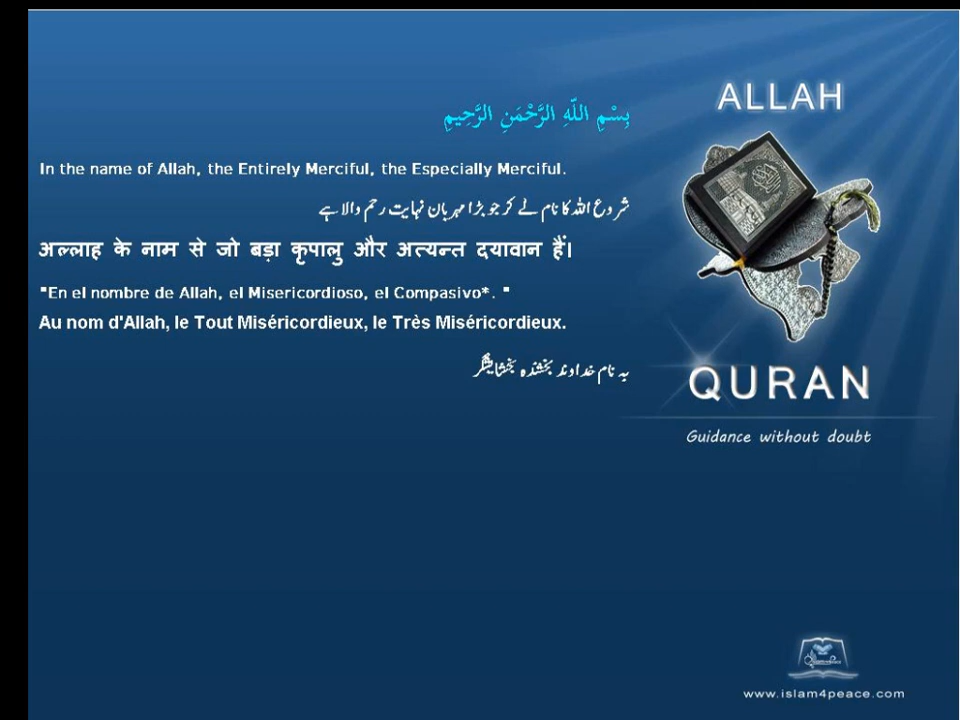 بِسْمِ اللّهِ الرَّحْمَنِ الرَّحِيمِ
In the name of Allah, the Entirely Merciful, the Especially Merciful.
شروع الله کا نام لے کر جو بڑا مہربان نہایت رحم والا ہے
अल्लाह के नाम से जो बड़ा कृपालु और अत्यन्त दयावान हैं।
"En el nombre de Allah, el Misericordioso, el Compasivo*. "
Au nom d'Allah, le Tout Miséricordieux, le Très Miséricordieux.
به نام خداوند بخشنده بخشایشگر
ALLAH
QURAN
Guidance without doubt
www.islam4peace.com